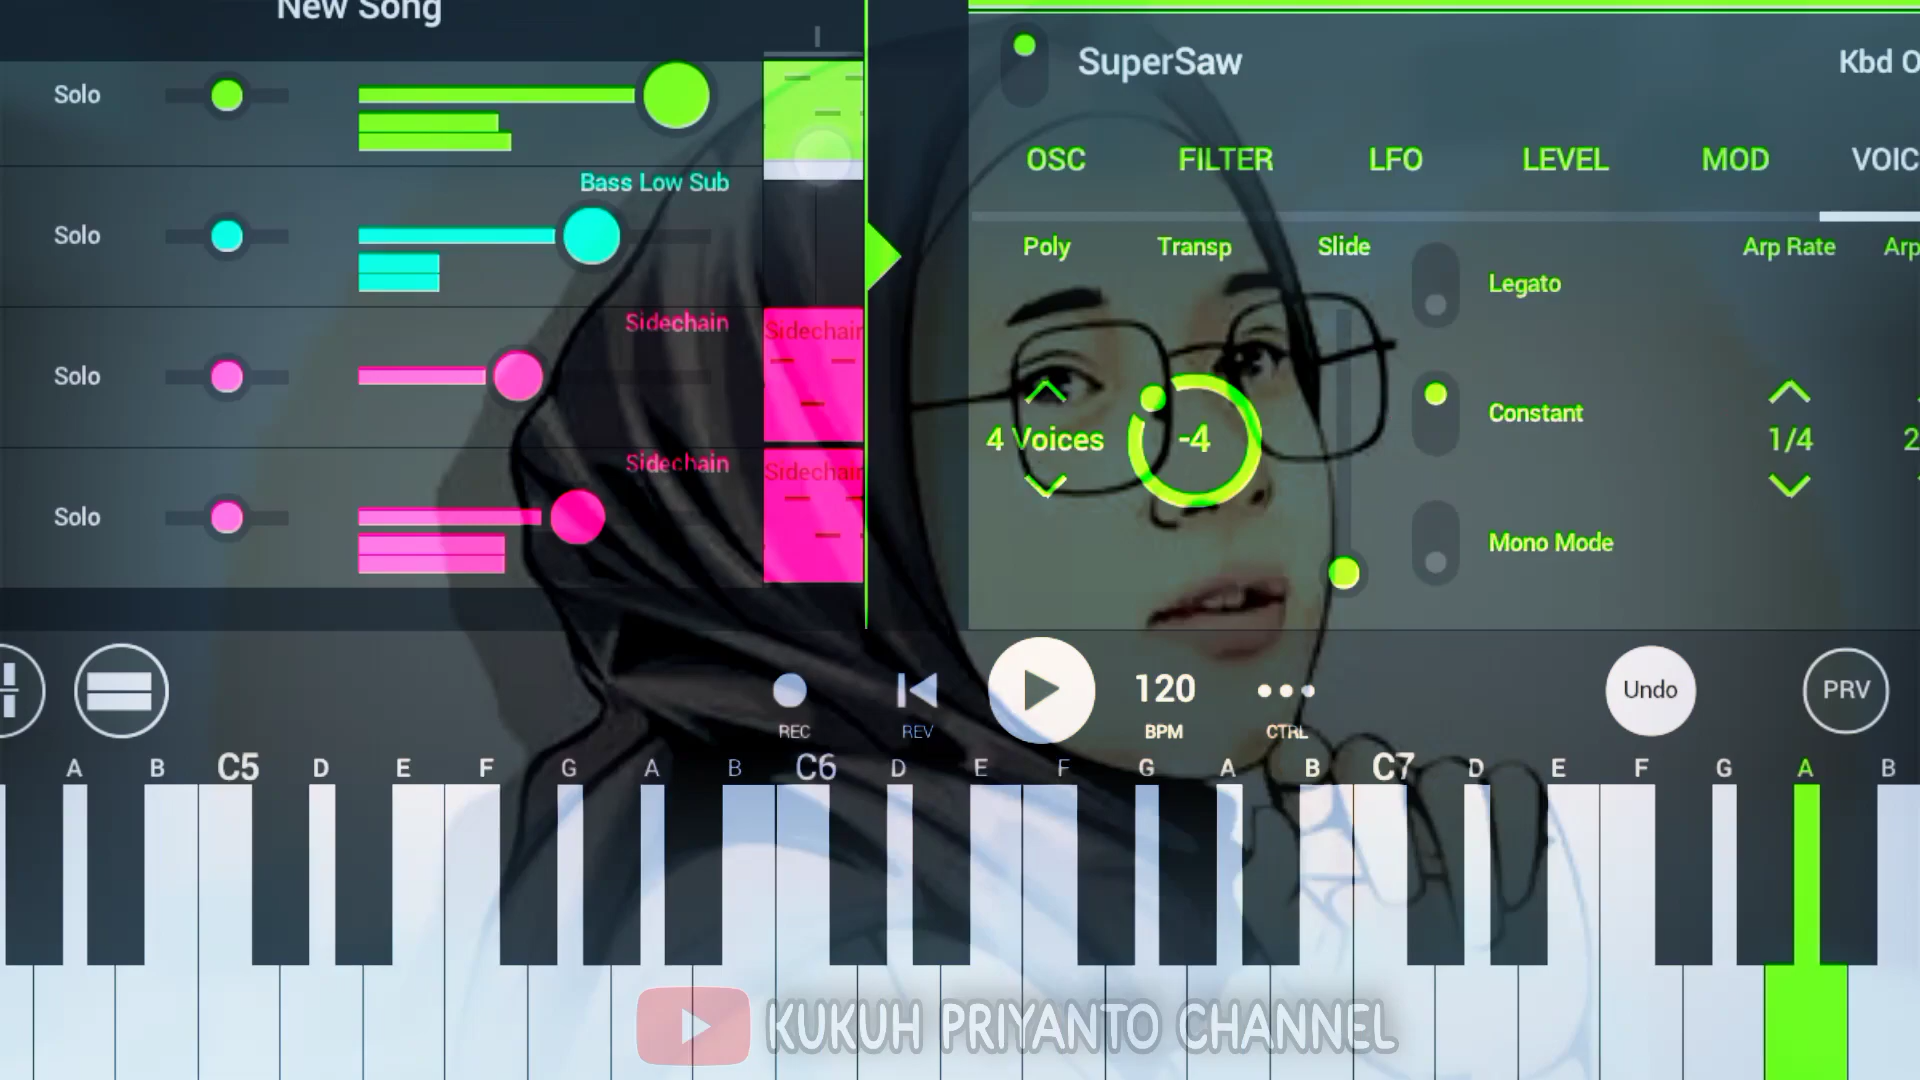 New Song
Solo
Bass Low Sub
Solo
Sidechain
Sidechain
Solo
Sidechain
Sidechain
Solo
SuperSaw
Kbd O
OSC FILTER LFO LEVEL MOD VOIC
Poly Transp Slide Arp Rate Arp
Legato
4 Voices -4 Constant 1/4 2
Mono Mode
REC REV 120 BPM CTRL Undo PRV
A B C5 D E F G A B C6 D E F G A B C7 D E F G A B
KUKUH PRIYANTO CHANNEL